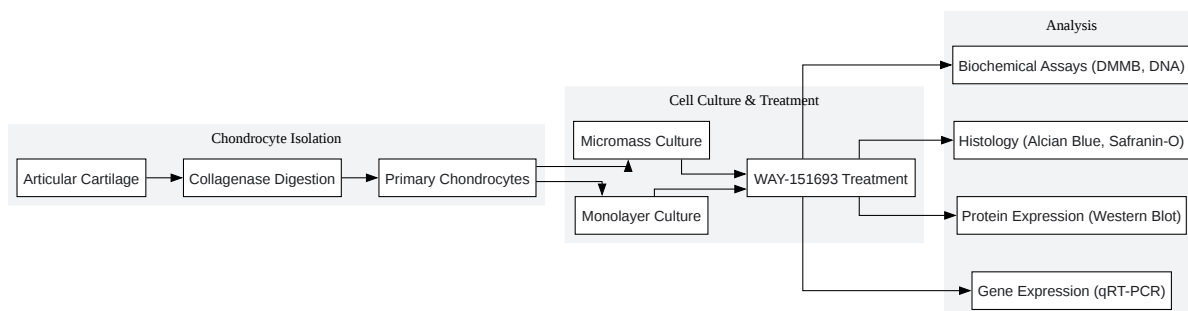 Chondrocyte Isolation
Articular Cartilage
Collagenase Digestion
Primary Chondrocytes
Cell Culture & Treatment
Micromass Culture
Monolayer Culture
WAY-151693 Treatment
Analysis
Biochemical Assays (DMMB, DNA)
Histology (Alcian Blue, Safranin-O)
Protein Expression (Western Blot)
Gene Expression (qRT-PCR)